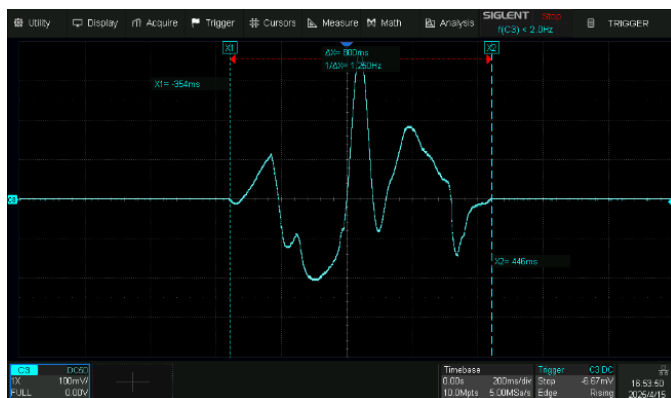 Utility Display Acquire Trigger Cursors Measure Math Analysis SIGLENT Stop TRIGGER
f(C3) < 2.0Hz
X1 X2
ΔX= 800ms
1/ΔX= 1.250Hz
X1= -354ms
C3
X2= 446ms
C3 DC50
1X 100mV/
FULL 0.00V
Timebase
0.00s 200ms/div
10.0Mpts 5.00MSa/s
Trigger C3 DC
Stop -6.67mV
Edge Rising
16:53:50
2025/4/15